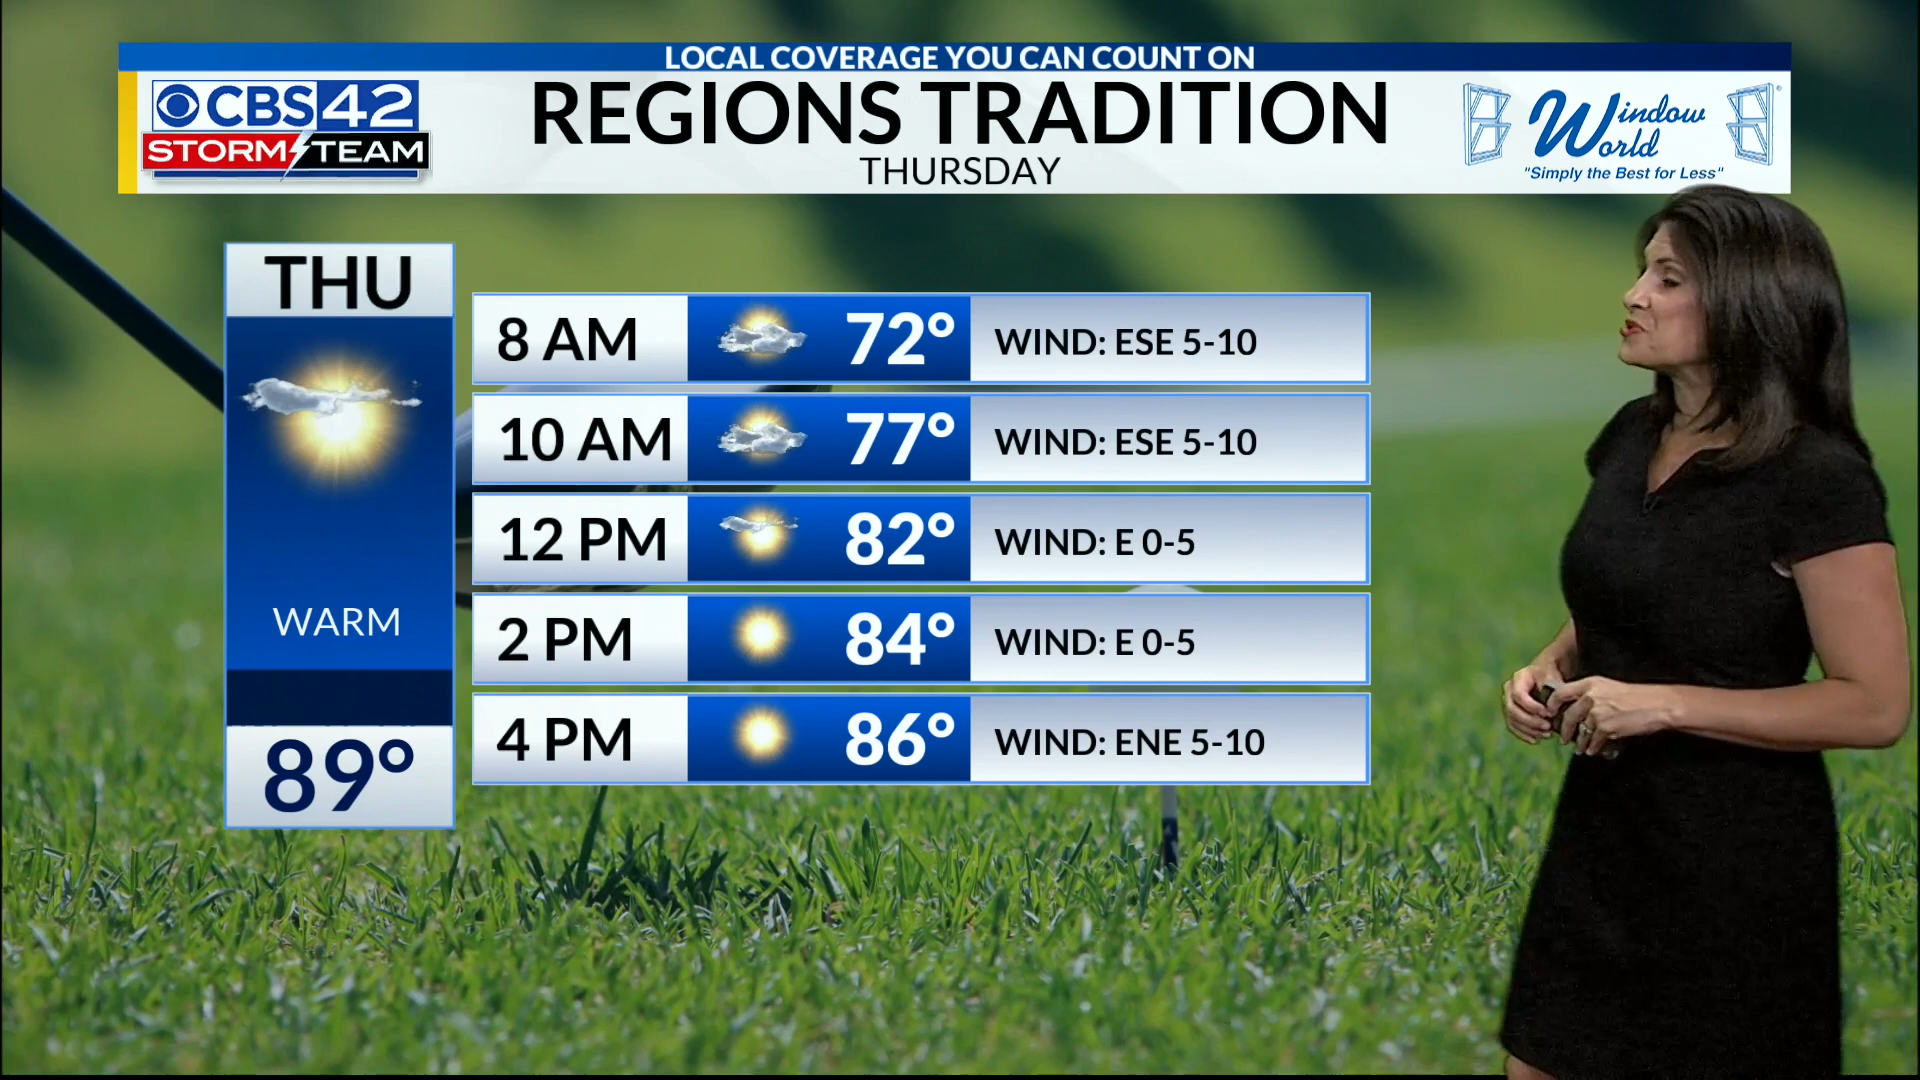 LOCAL COVERAGE YOU CAN COUNT ON
CBS 42
STORM TEAM
REGIONS TRADITION
THURSDAY
Window World
"Simply the Best for Less"
THU
WARM
89°
8 AM 72° WIND: ESE 5-10
10 AM 77° WIND: ESE 5-10
12 PM 82° WIND: E 0-5
2 PM 84° WIND: E 0-5
4 PM 86° WIND: ENE 5-10